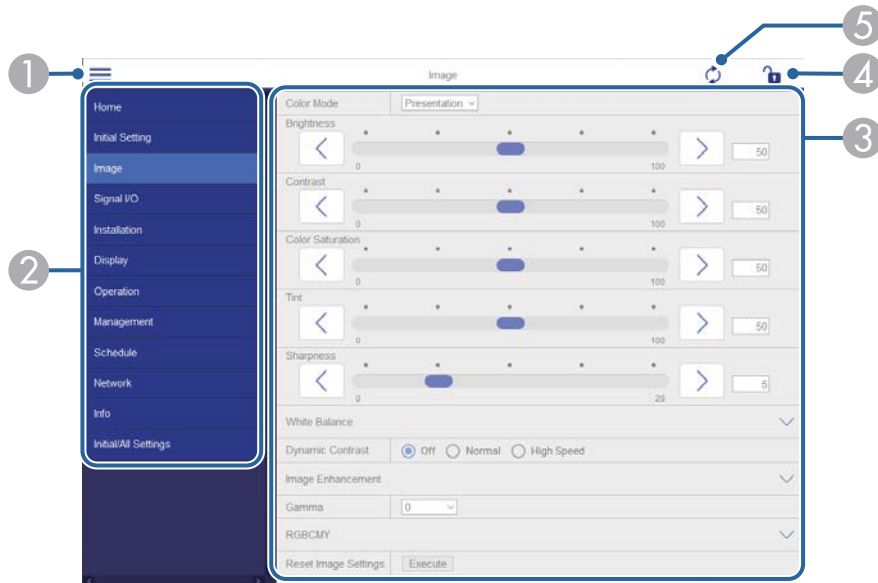 5
1
Image
4
2
Home
Initial Setting
Image
Signal I/O
Installation
Display
Operation
Management
Schedule
Network
Info
Initial/All Settings
3
Color Mode Presentation
Brightness
0 100 50
Contrast
0 100 50
Color Saturation
0 100 50
Tint
0 100 50
Sharpness
0 20 5
White Balance
Dynamic Contrast Off Normal High Speed
Image Enhancement
Gamma 0
RGBCMY
Reset Image Settings Execute